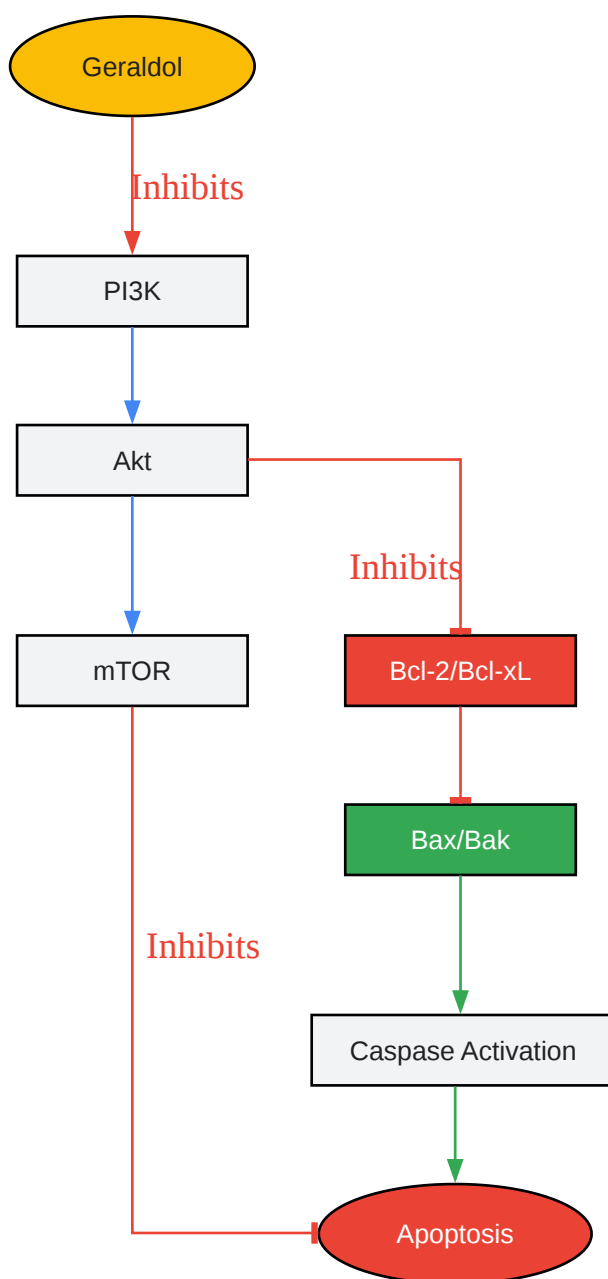 Geraldol
Inhibits
PI3K
Akt
Inhibits
mTOR
Bcl-2/Bcl-xL
Bax/Bak
Inhibits
Caspase Activation
Apoptosis